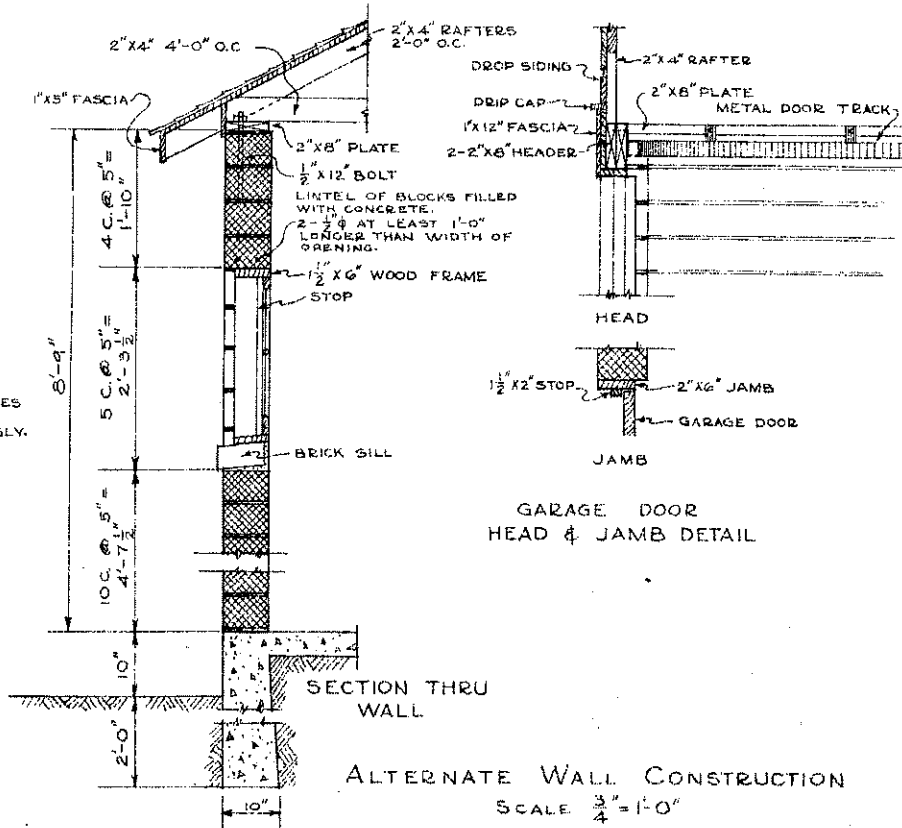 2"X4" 4'-0" O.C
2"X4" RAFTERS
2'-0" O.C.
1"X5" FASCIA
2"X8" PLATE
1/2" X12" BOLT
LINTEL OF BLOCKS FILLED
WITH CONCRETE.
2-1/2"φ AT LEAST 1'-0"
LONGER THAN WIDTH OF
OPENING.
1 1/2" X6" WOOD FRAME
STOP
BRICK SILL
4 C. @ 5" =
1'-10"
5 C. @ 5" =
2'-3 1/2"
10 C. @ 5" =
4'-7 1/2"
8'-9"
10"
2'-0"
10"
ES
GLY.
SECTION THRU
WALL
DROP SIDING
DRIP CAP
1"X12" FASCIA
2-2"X8" HEADER
2"X4" RAFTER
2"X8" PLATE
METAL DOOR TRACK
HEAD
1 1/2" X2" STOP
2"X6" JAMB
GARAGE DOOR
JAMB
GARAGE DOOR
HEAD & JAMB DETAIL
ALTERNATE WALL CONSTRUCTION
SCALE 3/4" = 1'-0"